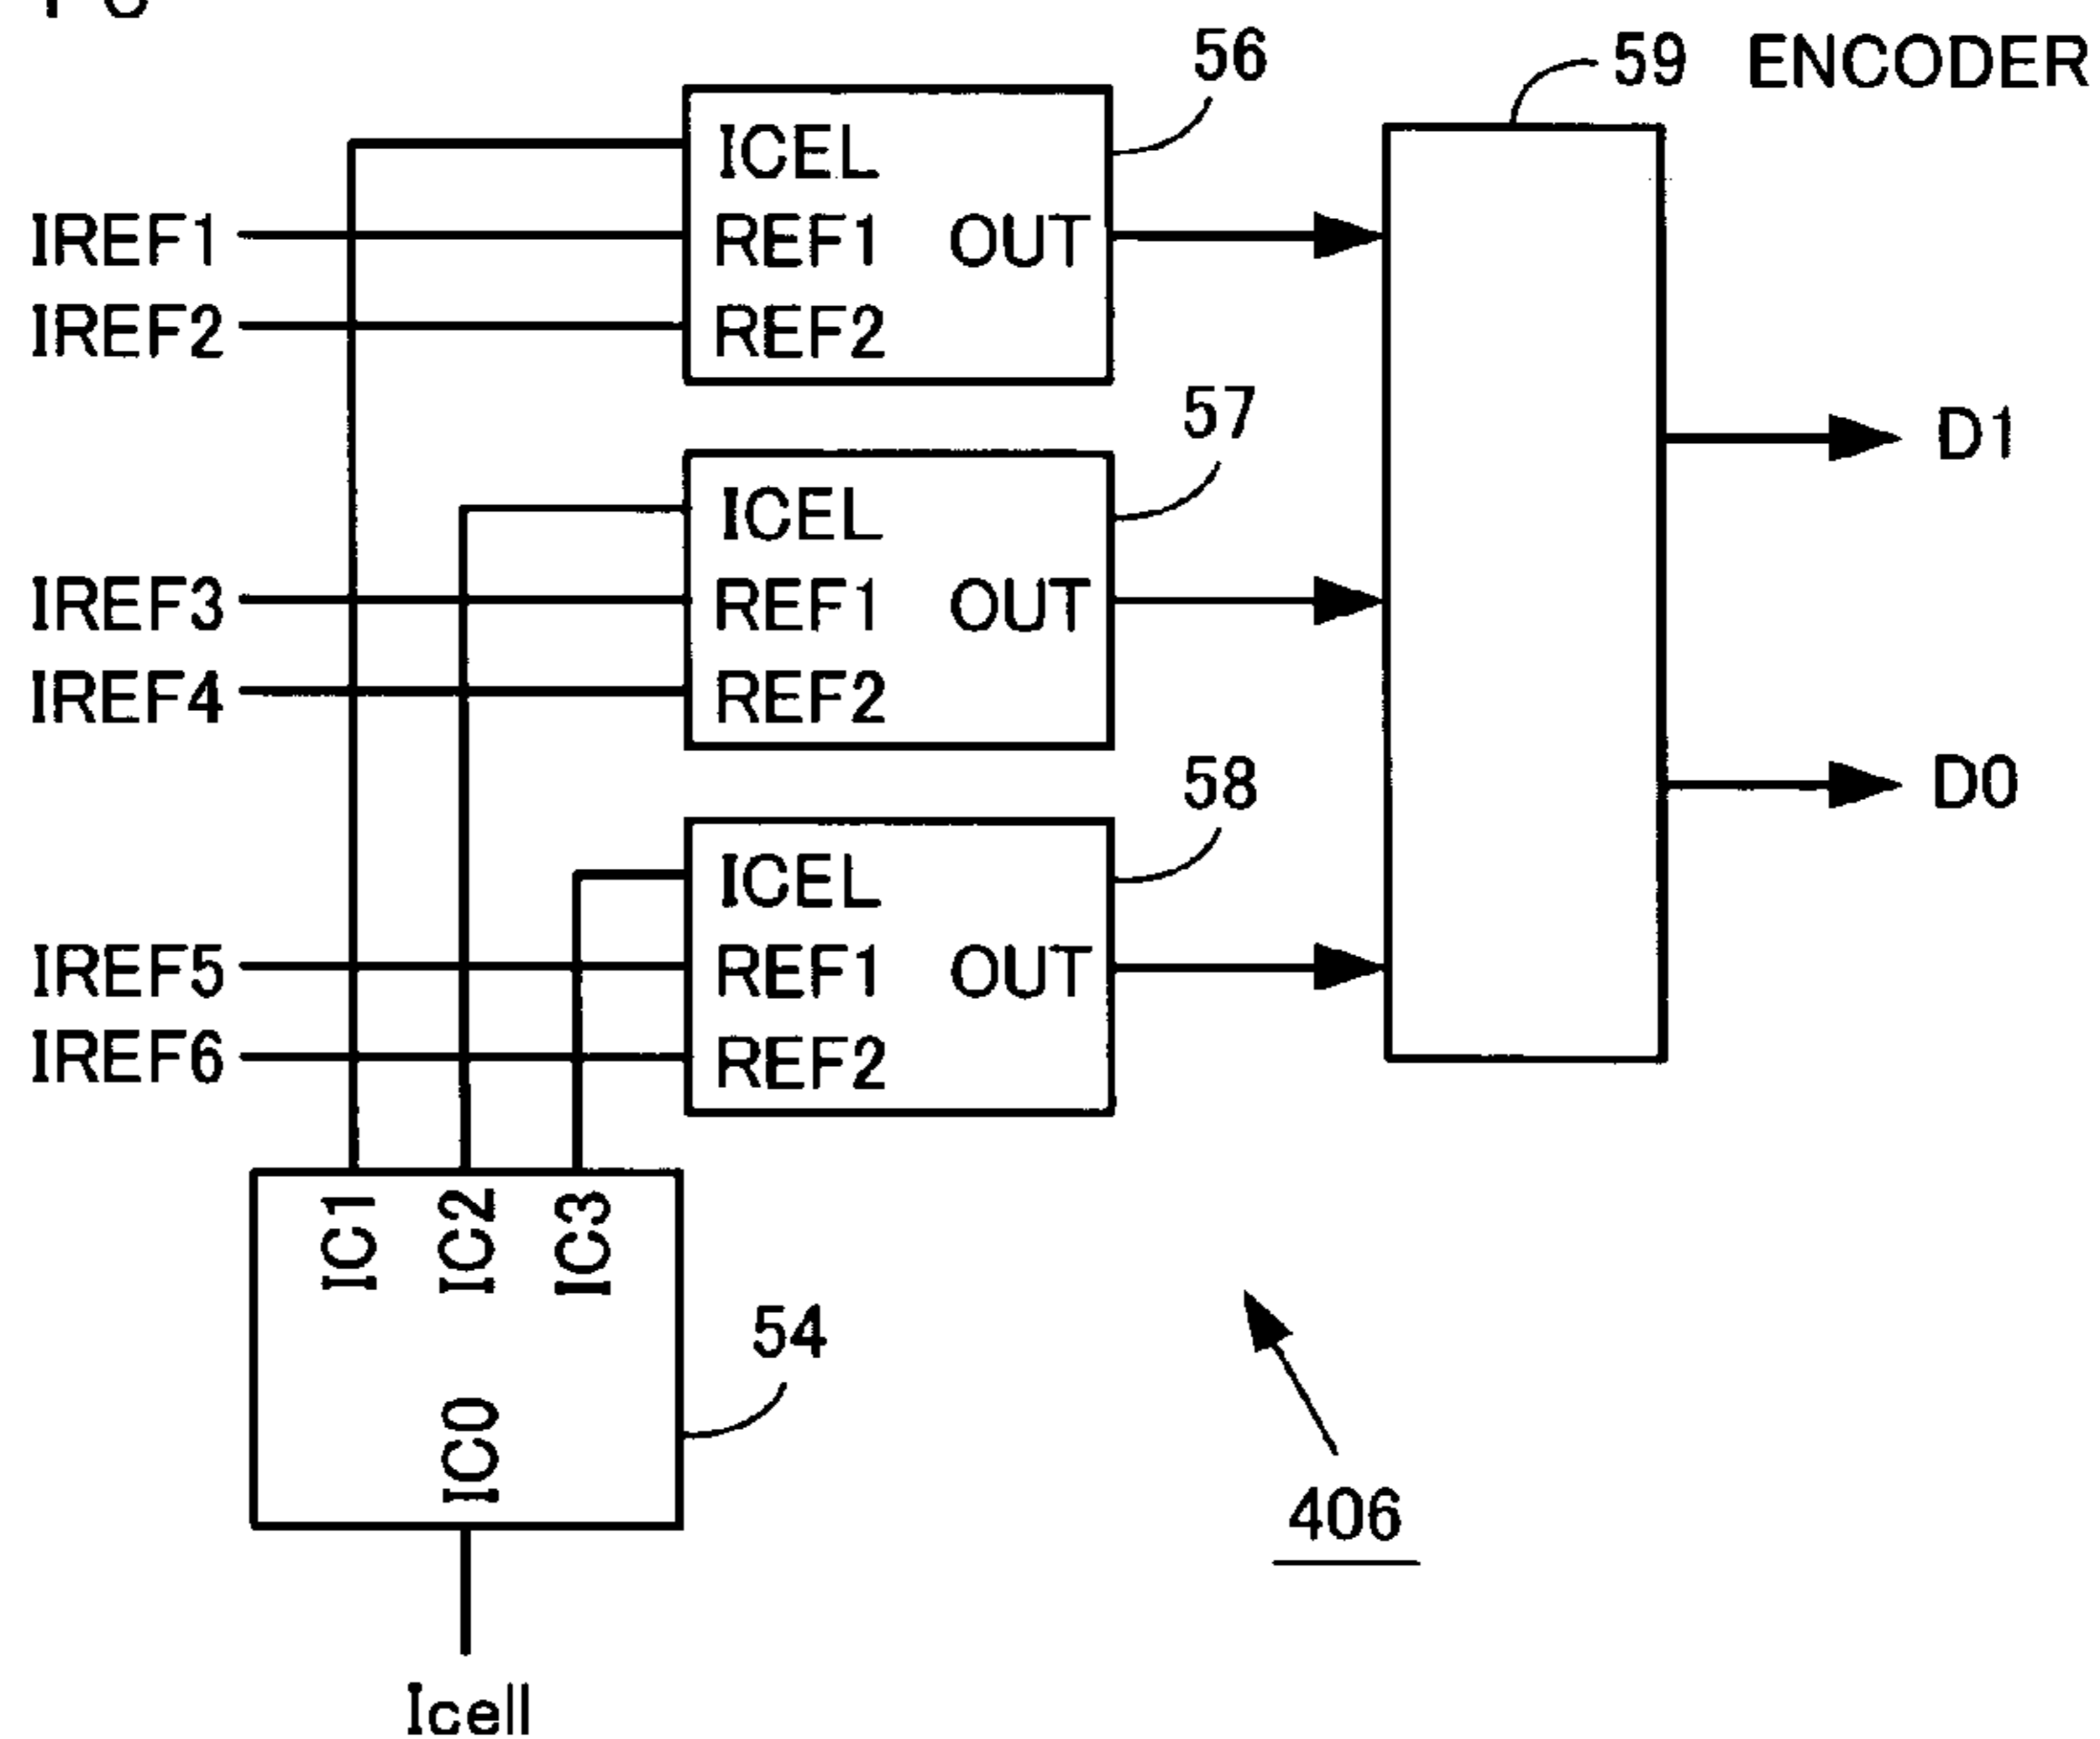 56
59 ENCODER
ICEL
IREF1
REF1
OUT
IREF2
REF2
57
D1
ICEL
IREF3
REF1
OUT
IREF4
REF2
58
D0
ICEL
IREF5
REF1
OUT
IREF6
REF2
IC1
IC2
IC3
54
IC0
406
Icell